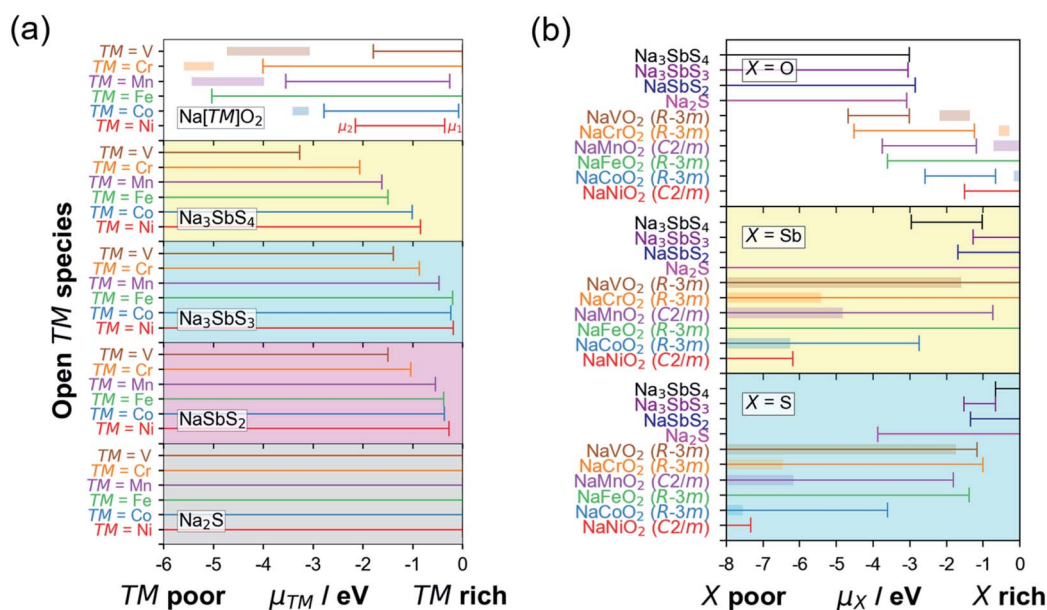 (a)
TM = V
TM = Cr
TM = Mn
TM = Fe
TM = Co
TM = Ni
Na[TM]O₂
μ₂
μ₁
TM = V
TM = Cr
TM = Mn
TM = Fe
TM = Co
TM = Ni
Na₃SbS₄
TM = V
TM = Cr
TM = Mn
TM = Fe
TM = Co
TM = Ni
Na₃SbS₃
TM = V
TM = Cr
TM = Mn
TM = Fe
TM = Co
TM = Ni
NaSbS₂
TM = V
TM = Cr
TM = Mn
TM = Fe
TM = Co
TM = Ni
Na₂S
Open TM species
-6 -5 -4 -3 -2 -1 0
TM poor μTM / eV TM rich
(b)
Na₃SbS₄
Na₃SbS₃
NaSbS₂
Na₂S
NaVO₂ (R-3m)
NaCrO₂ (R-3m)
NaMnO₂ (C2/m)
NaFeO₂ (R-3m)
NaCoO₂ (R-3m)
NaNiO₂ (C2/m)
X = O
Na₃SbS₄
Na₃SbS₃
NaSbS₂
Na₂S
NaVO₂ (R-3m)
NaCrO₂ (R-3m)
NaMnO₂ (C2/m)
NaFeO₂ (R-3m)
NaCoO₂ (R-3m)
NaNiO₂ (C2/m)
X = Sb
Na₃SbS₄
Na₃SbS₃
NaSbS₂
Na₂S
NaVO₂ (R-3m)
NaCrO₂ (R-3m)
NaMnO₂ (C2/m)
NaFeO₂ (R-3m)
NaCoO₂ (R-3m)
NaNiO₂ (C2/m)
X = S
-8 -7 -6 -5 -4 -3 -2 -1 0
X poor μX / eV X rich